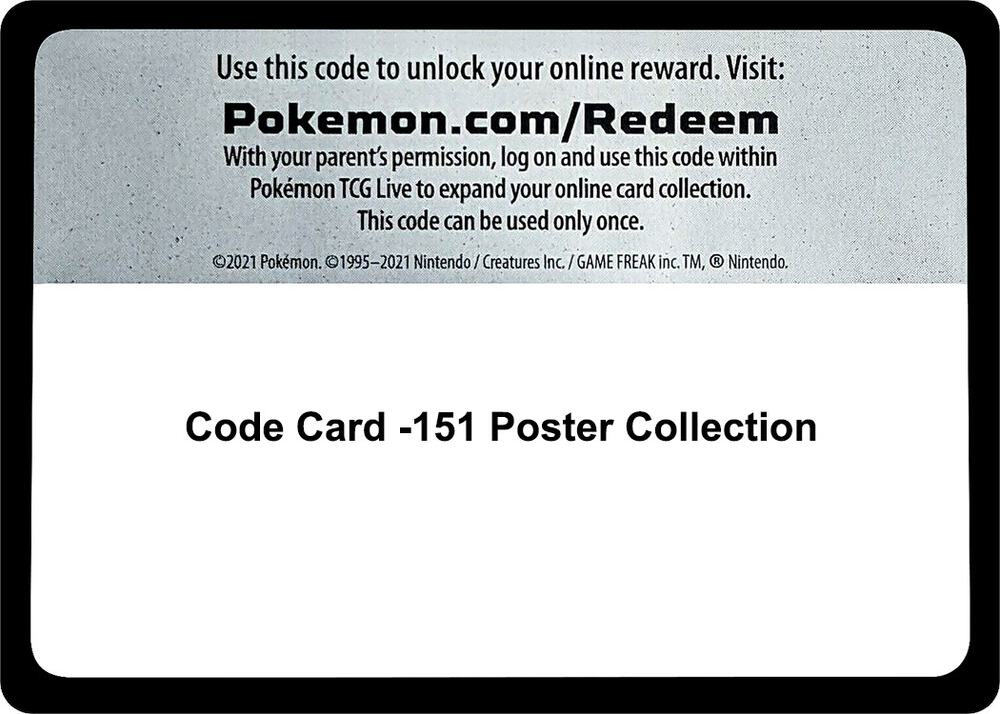 Use this code to unlock your online reward. Visit:
Pokemon.com/Redeem
With your parent's permission, log on and use this code within
Pokémon TCG Live to expand your online card collection.
This code can be used only once.
©2021 Pokémon. ©1995–2021 Nintendo / Creatures Inc. / GAME FREAK inc. TM, ® Nintendo.
Code Card -151 Poster Collection